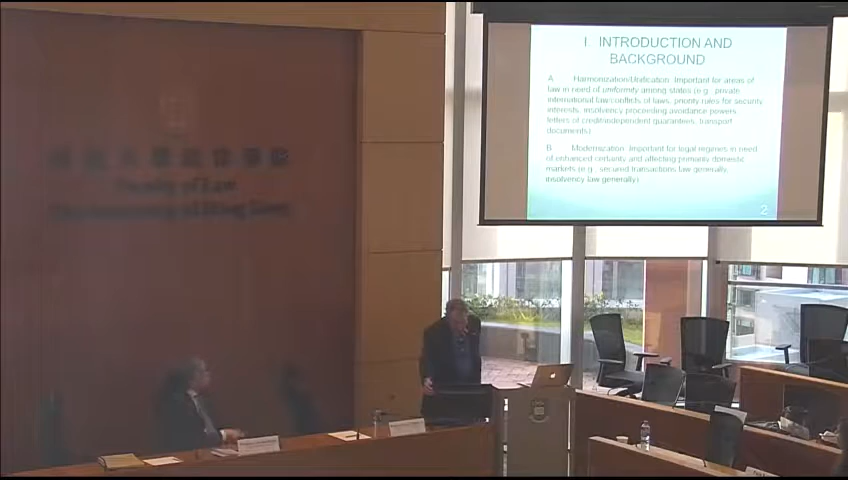 I. INTRODUCTION AND
BACKGROUND
A. Harmonization/Unification: Important for areas of
law in need of uniformity among states (e.g., private
international law/conflicts of laws, priority rules for security
interests, insolvency proceeding avoidance powers,
letters of credit/independent guarantees, transport
documents)
B. Modernization: Important for legal regimes in need
of enhanced certainty and affecting primarily domestic
markets (e.g., secured transactions law generally,
insolvency law generally)
2
Faculty of Law